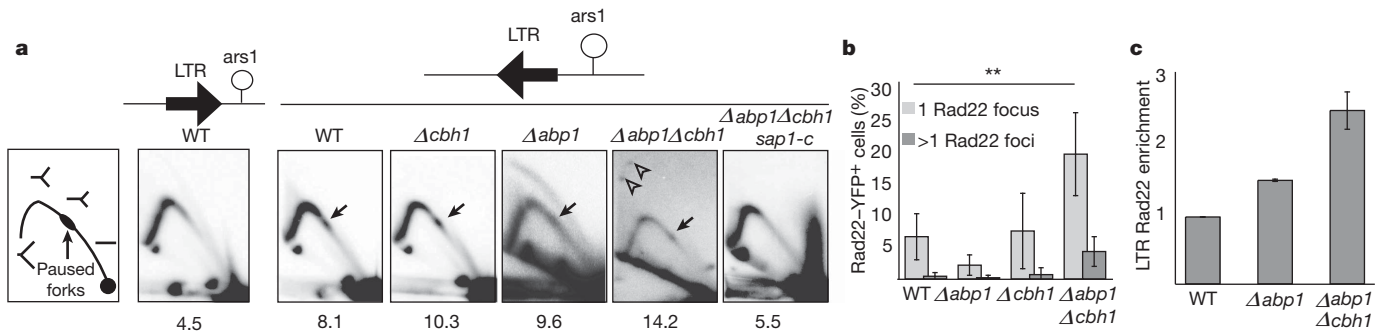 a
LTR
ars1
LTR
ars1
WT
WT
Δcbh1
Δabp1
Δabp1Δcbh1
Δabp1Δcbh1
sap1-c
Paused
forks
4.5
8.1
10.3
9.6
14.2
5.5
b
**
Rad22–YFP⁺ cells (%)
30
25
20
15
10
5
1 Rad22 focus
>1 Rad22 foci
WT
Δabp1
Δcbh1
Δabp1
Δcbh1
c
LTR Rad22 enrichment
3
2
1
WT
Δabp1
Δabp1
Δcbh1